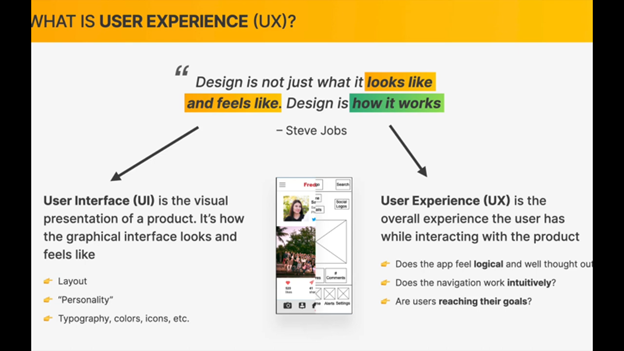 WHAT IS USER EXPERIENCE (UX)?
“ Design is not just what it looks like
and feels like. Design is how it works
– Steve Jobs
User Interface (UI) is the visual
presentation of a product. It’s how
the graphical interface looks and
feels like
Layout
“Personality”
Typography, colors, icons, etc.
Search
Social
Logos
Comments
Alerts Settings
User Experience (UX) is the
overall experience the user has
while interacting with the product
Does the app feel logical and well thought out
Does the navigation work intuitively?
Are users reaching their goals?